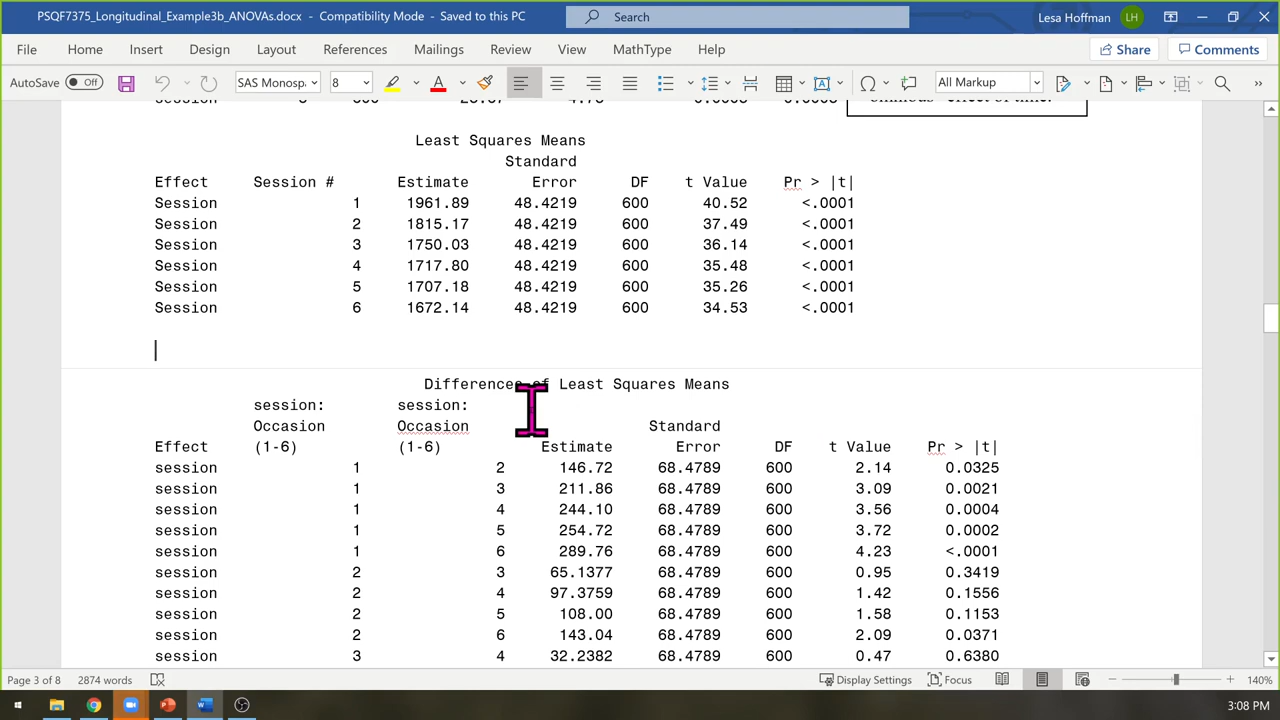 PSQF7375_Longitudinal_Example3b_ANOVAs.docx - Compatibility Mode - Saved to this PC
Search
Lesa Hoffman LH
File Home Insert Design Layout References Mailings Review View MathType Help Share Comments
AutoSave Off SAS Monosp 8 All Markup
Session
Least Squares Means
Standard
Effect Session # Estimate Error DF t Value Pr > |t|
Session 1 1961.89 48.4219 600 40.52 <.0001
Session 2 1815.17 48.4219 600 37.49 <.0001
Session 3 1750.03 48.4219 600 36.14 <.0001
Session 4 1717.80 48.4219 600 35.48 <.0001
Session 5 1707.18 48.4219 600 35.26 <.0001
Session 6 1672.14 48.4219 600 34.53 <.0001
Differences of Least Squares Means
session: session:
Occasion Occasion Standard
Effect (1-6) (1-6) Estimate Error DF t Value Pr > |t|
session 1 2 146.72 68.4789 600 2.14 0.0325
session 1 3 211.86 68.4789 600 3.09 0.0021
session 1 4 244.10 68.4789 600 3.56 0.0004
session 1 5 254.72 68.4789 600 3.72 0.0002
session 1 6 289.76 68.4789 600 4.23 <.0001
session 2 3 65.1377 68.4789 600 0.95 0.3419
session 2 4 97.3759 68.4789 600 1.42 0.1556
session 2 5 108.00 68.4789 600 1.58 0.1153
session 2 6 143.04 68.4789 600 2.09 0.0371
session 3 4 32.2382 68.4789 600 0.47 0.6380
Page 3 of 8 2874 words Display Settings Focus 140%
3:08 PM